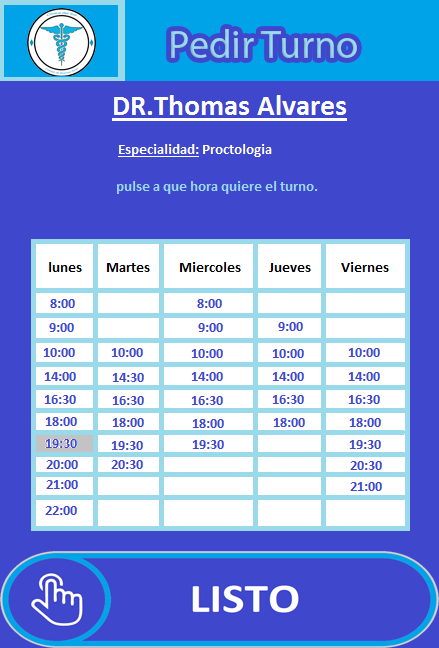 Pedir Turno
DR.Thomas Alvares
Especialidad: Proctologia
pulse a que hora quiere el turno.
lunes Martes Miercoles Jueves Viernes
8:00 8:00
9:00 9:00 9:00
10:00 10:00 10:00 10:00 10:00
14:00 14:30 14:00 14:00 14:00
16:30 16:30 16:30 16:30 16:30
18:00 18:00 18:00 18:00 18:00
19:30 19:30 19:30 19:30
20:00 20:30 20:30
21:00 21:00
22:00
LISTO